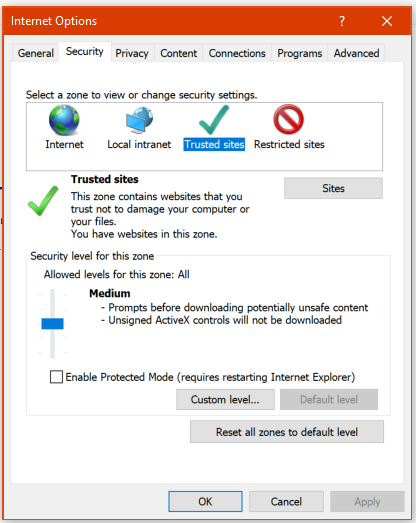 Internet Options
?
General Security Privacy Content Connections Programs Advanced
Select a zone to view or change security settings.
Internet Local intranet Trusted sites Restricted sites
Trusted sites
Sites
This zone contains websites that you
trust not to damage your computer or
your files.
You have websites in this zone.
Security level for this zone
Allowed levels for this zone: All
Medium
- Prompts before downloading potentially unsafe content
- Unsigned ActiveX controls will not be downloaded
Enable Protected Mode (requires restarting Internet Explorer)
Custom level... Default level
Reset all zones to default level
OK Cancel Apply